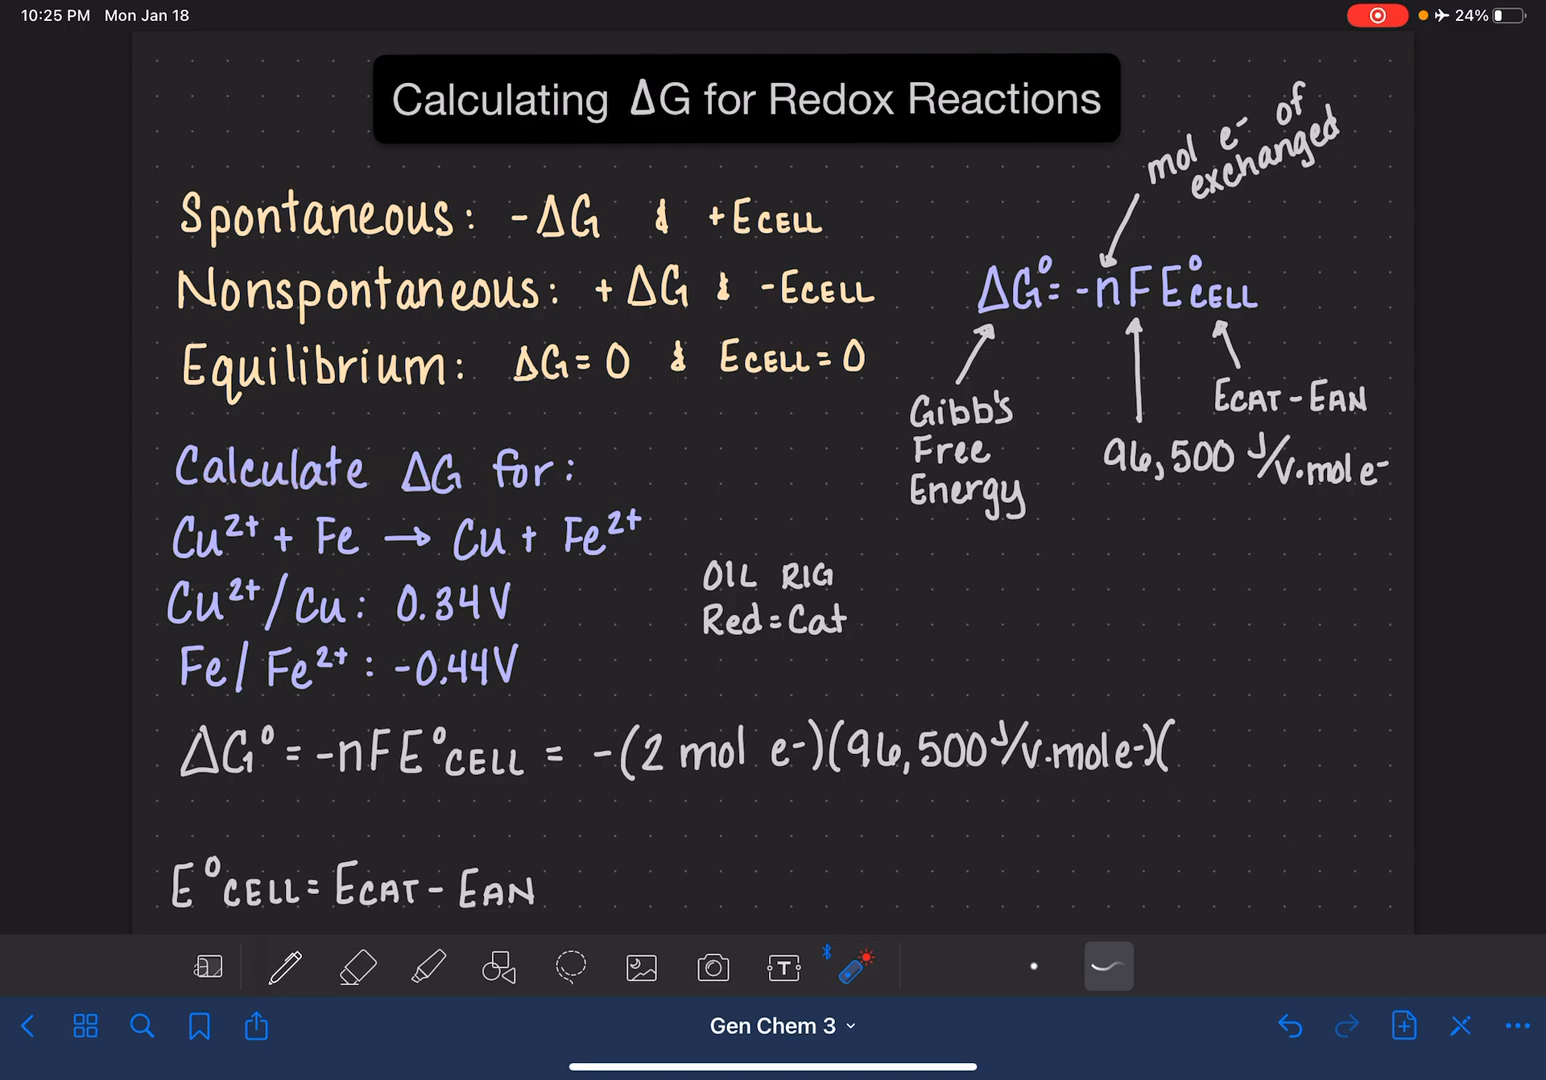 10:25 PM Mon Jan 18
24%
Calculating ΔG for Redox Reactions
mol e- of
exchanged
Spontaneous: -ΔG & +ECELL
Nonspontaneous: +ΔG & -ECELL
Equilibrium: ΔG=0 & ECELL=0
ΔG°= -nFE°CELL
Gibb's
Free
Energy
96,500 J/V·mol e-
ECAT-EAN
Calculate ΔG for:
Cu²⁺ + Fe → Cu + Fe²⁺
Cu²⁺/Cu: 0.34V
Fe/Fe²⁺: -0.44V
OIL RIG
Red=Cat
ΔG° = -nFE°CELL = -(2 mol e-)(96,500 J/V·mol e-)(
E°CELL= ECAT- EAN
T
Gen Chem 3